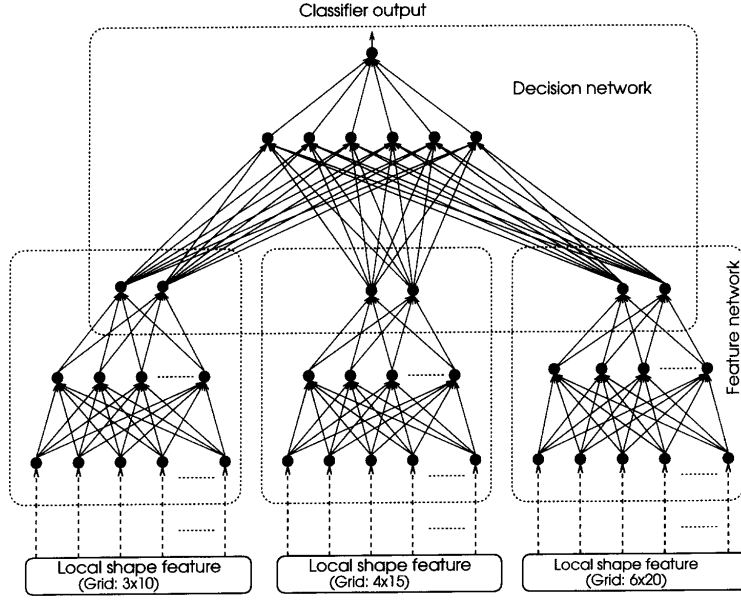 Classifier output
Decision network
Feature network
Local shape feature
(Grid: 3x10)
Local shape feature
(Grid: 4x15)
Local shape feature
(Grid: 6x20)